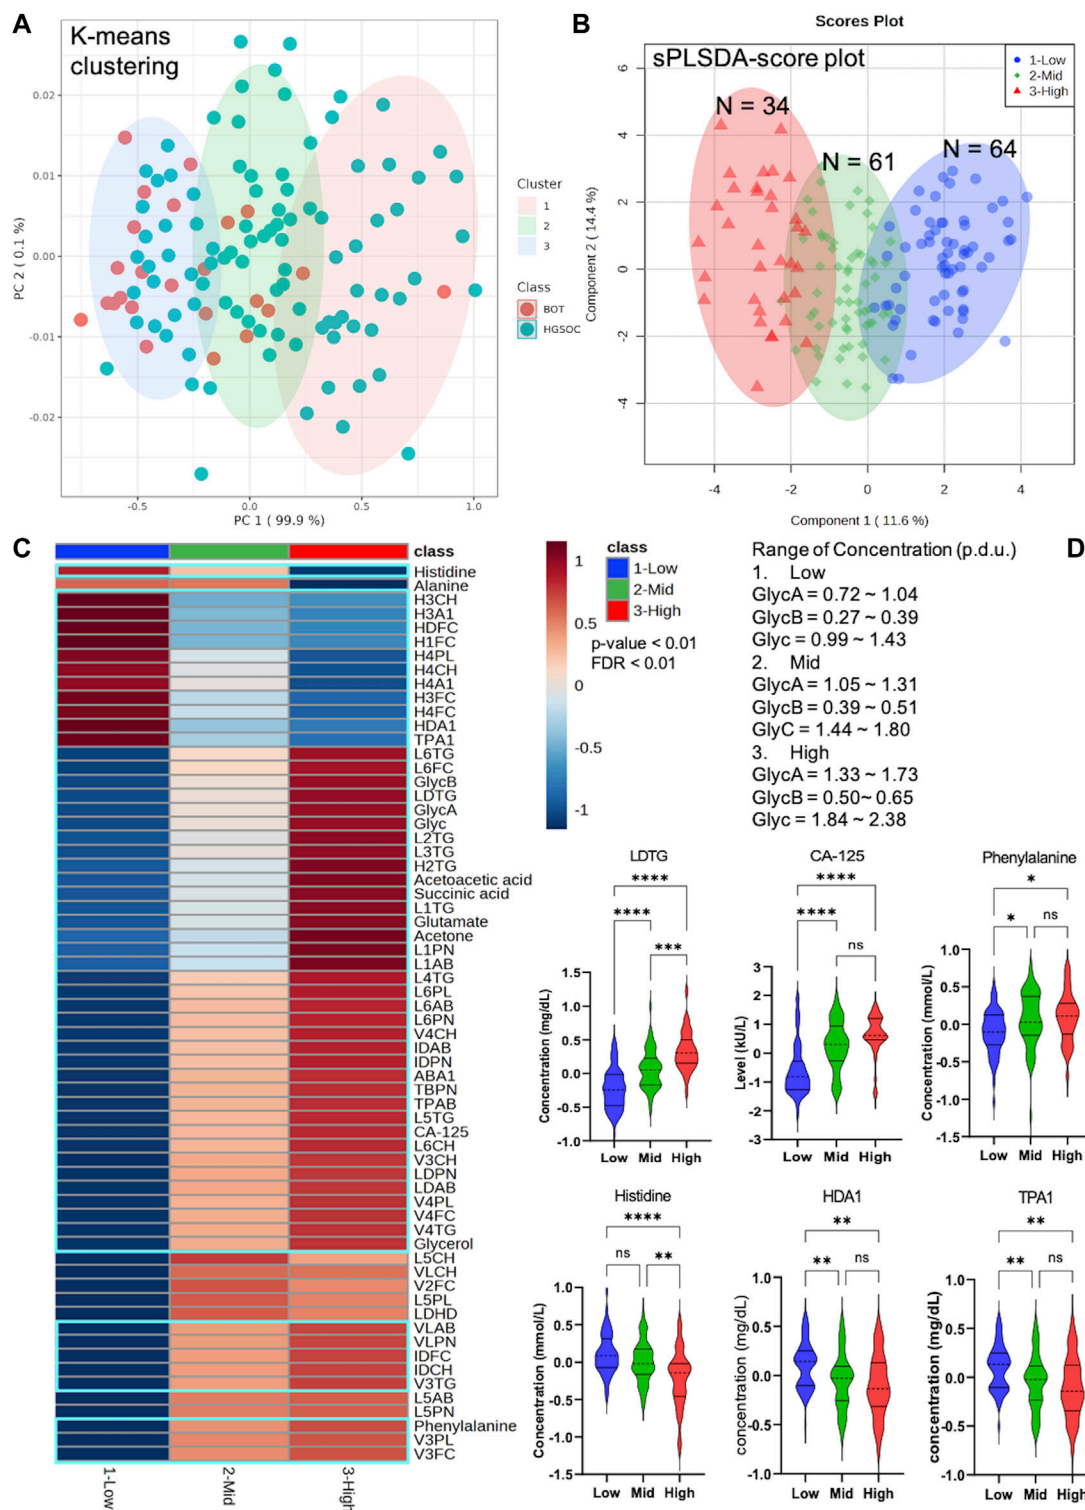 A
K-means
clustering
0.02
0.01
0.00
-0.01
-0.02
PC 2 ( 0.1 %)
-0.5
0.0
0.5
1.0
PC 1 ( 99.9 %)
Cluster
1
2
3
Class
BOT
HGSOC
B
Scores Plot
sPLSDA-score plot
1-Low
2-Mid
3-High
N = 34
N = 61
N = 64
6
4
2
0
-2
-4
Component 2 ( 14.4 %)
-4
-2
0
2
4
Component 1 ( 11.6 %)
C
class
Histidine
Alanine
H3CH
H3A1
HDFC
H1FC
H4PL
H4CH
H4A1
H3FC
H4FC
HDA1
TPA1
L6TG
L6FC
GlycB
LDTG
GlycA
Glyc
L2TG
L3TG
H2TG
Acetoacetic acid
Succinic acid
L1TG
Glutamate
Acetone
L1PN
L1AB
L4TG
L6PL
L6AB
L6PN
V4CH
IDAB
IDPN
ABA1
TBPN
TPAB
L5TG
CA-125
L6CH
V3CH
LDPN
LDAB
V4PL
V4FC
V4TG
Glycerol
L5CH
VLCH
V2FC
L5PL
LDHD
VLAB
VLPN
IDFC
IDCH
V3TG
L5AB
L5PN
Phenylalanine
V3PL
V3FC
1-Low
2-Mid
3-High
1
0.5
0
-0.5
-1
class
1-Low
2-Mid
3-High
p-value < 0.01
FDR < 0.01
D
Range of Concentration (p.d.u.)
1. Low
GlycA = 0.72 ~ 1.04
GlycB = 0.27 ~ 0.39
Glyc = 0.99 ~ 1.43
2. Mid
GlycA = 1.05 ~ 1.31
GlycB = 0.39 ~ 0.51
GlyC = 1.44 ~ 1.80
3. High
GlycA = 1.33 ~ 1.73
GlycB = 0.50~ 0.65
Glyc = 1.84 ~ 2.38
LDTG
****
****
***
1.5
1.0
0.5
0.0
-0.5
-1.0
Concentration (mg/dL)
Low Mid High
CA-125
****
****
ns
3
2
1
0
-1
-2
-3
Level (kU/L)
Low Mid High
Phenylalanine
*
*
ns
1.0
0.5
0.0
-0.5
-1.0
-1.5
Concentration (mmol/L)
Low Mid High
Histidine
****
ns
**
1.0
0.5
0.0
-0.5
-1.0
-1.5
Concentration (mmol/L)
Low Mid High
HDA1
**
**
ns
1.0
0.5
0.0
-0.5
-1.0
concentration (mg/dL)
Low Mid High
TPA1
**
**
ns
1.0
0.5
0.0
-0.5
-1.0
concentration (mg/dL)
Low Mid High